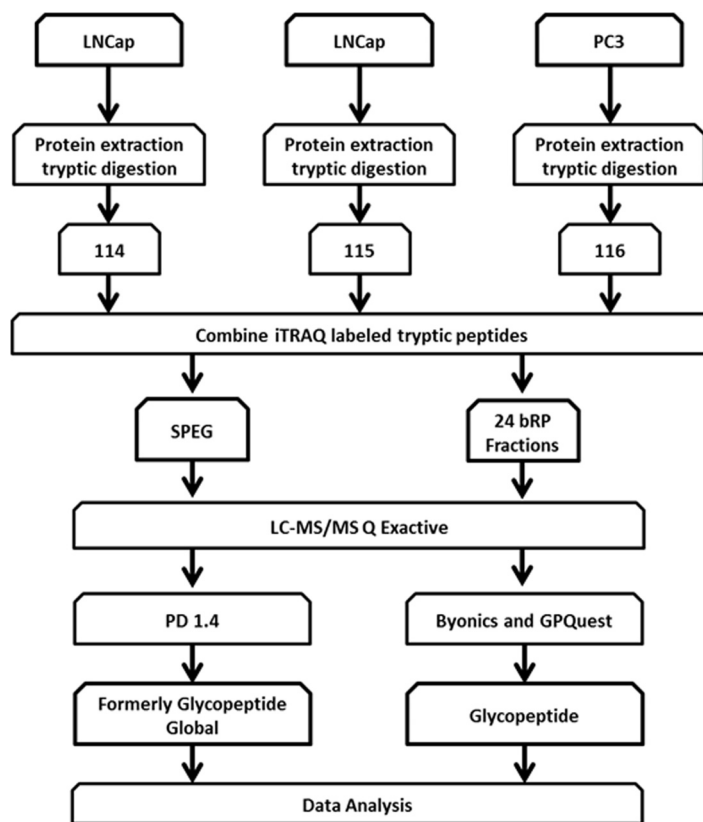 LNCap
LNCap
PC3
Protein extraction
tryptic digestion
Protein extraction
tryptic digestion
Protein extraction
tryptic digestion
114
115
116
Combine iTRAQ labeled tryptic peptides
SPEG
24 bRP
Fractions
LC-MS/MS Q Exactive
PD 1.4
Byonics and GPQuest
Formerly Glycopeptide
Global
Glycopeptide
Data Analysis